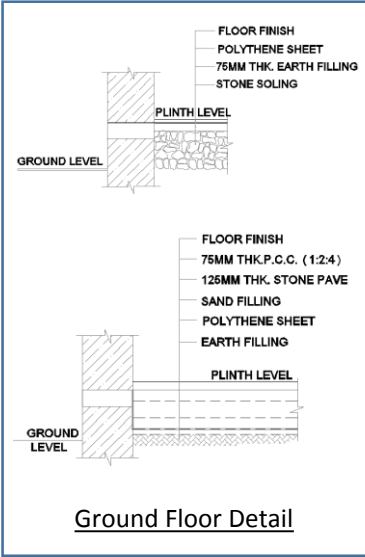 FLOOR FINISH
POLYTHENE SHEET
75MM THK. EARTH FILLING
STONE SOLING
PLINTH LEVEL
GROUND LEVEL
FLOOR FINISH
75MM THK.P.C.C. (1:2:4)
125MM THK. STONE PAVE
SAND FILLING
POLYTHENE SHEET
EARTH FILLING
PLINTH LEVEL
GROUND
LEVEL
Ground Floor Detail